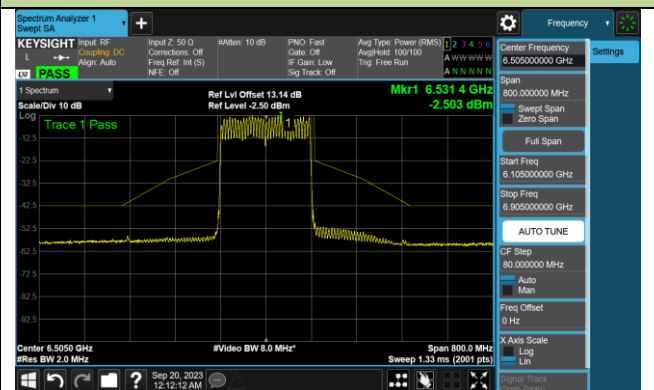 Spectrum Analyzer 1
Swept SA
Frequency
KEYSIGHT
Input: RF
Coupling: DC
Align: Auto
Input Z: 50 Ω
Corrections: Off
Freq Ref: Int (S)
NFE: Off
#Atten: 10 dB
PNO: Fast
Gate: Off
IF Gain: Low
Sig Track: Off
Avg Type: Power (RMS)
Avg|Hold: 100/100
Trig: Free Run
1 2 3 4 5 6
A W W W W W
A N N N N N
L
LXI
PASS
1 Spectrum
Scale/Div 10 dB
Ref Lvl Offset 13.14 dB
Ref Level -2.50 dBm
Mkr1 6.531 4 GHz
-2.503 dBm
Log
Trace 1 Pass
1
-12.5
-22.5
-32.5
-42.5
-52.5
-62.5
-72.5
-82.5
-92.5
Center 6.5050 GHz
#Res BW 2.0 MHz
#Video BW 8.0 MHz*
Span 800.0 MHz
Sweep 1.33 ms (2001 pts)
Sep 20, 2023
12:12:12 AM
Center Frequency
6.505000000 GHz
Settings
Span
800.000000 MHz
Swept Span
Zero Span
Full Span
Start Freq
6.105000000 GHz
Stop Freq
6.905000000 GHz
AUTO TUNE
CF Step
80.000000 MHz
Auto
Man
Freq Offset
0 Hz
X Axis Scale
Log
Lin
Signal Track